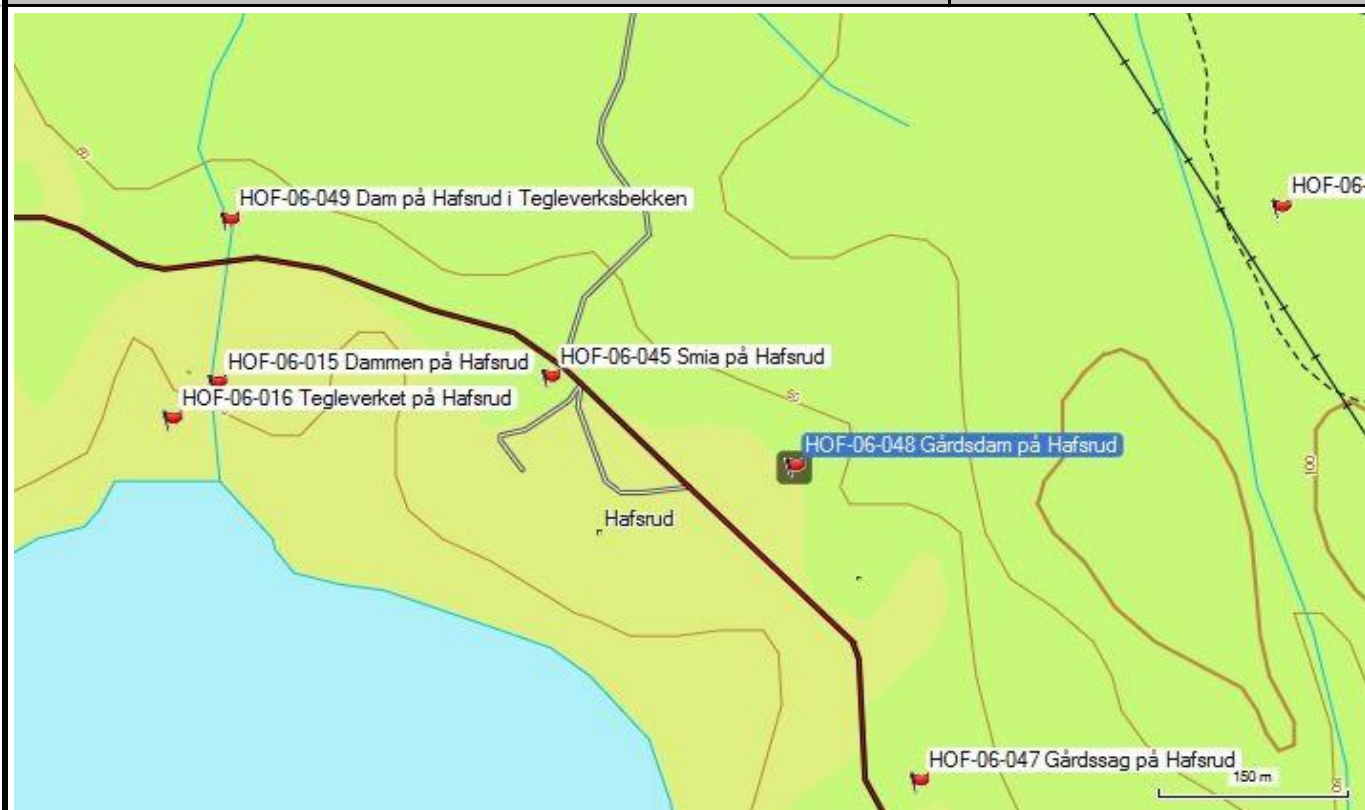 HOF-06-
HOF-06-049 Dam på Hafsrud i Tegleverksbekken
80
HOF-06-015 Dammen på Hafsrud
HOF-06-045 Smia på Hafsrud
HOF-06-016 Tegleverket på Hafsrud
80
HOF-06-048 Gårdsdam på Hafsrud
100
Hafsrud
HOF-06-047 Gårdssag på Hafsrud
150 m
80